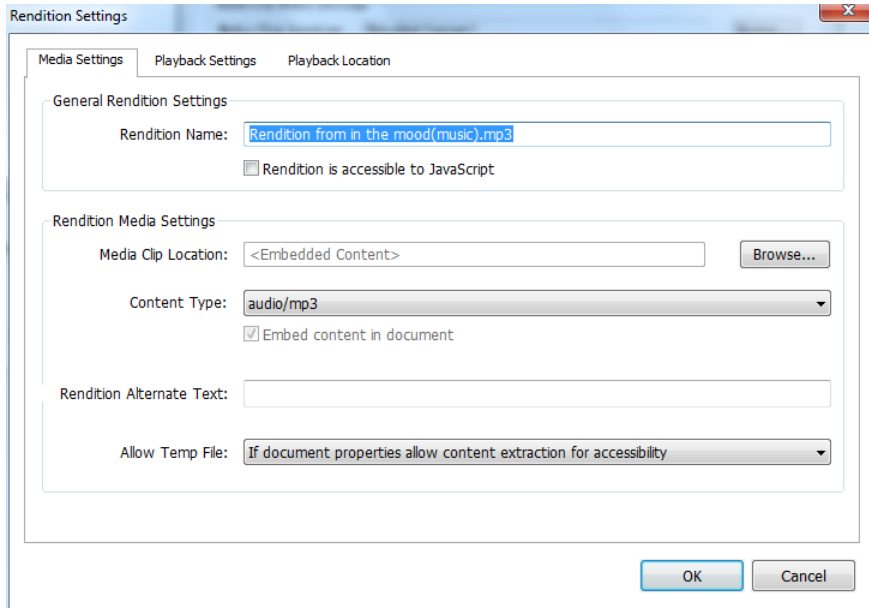 Rendition Settings
Media Settings Playback Settings Playback Location
General Rendition Settings
Rendition Name: Rendition from in the mood(music).mp3
Rendition is accessible to JavaScript
Rendition Media Settings
Media Clip Location: <Embedded Content> Browse...
Content Type: audio/mp3
Embed content in document
Rendition Alternate Text:
Allow Temp File: If document properties allow content extraction for accessibility
OK Cancel